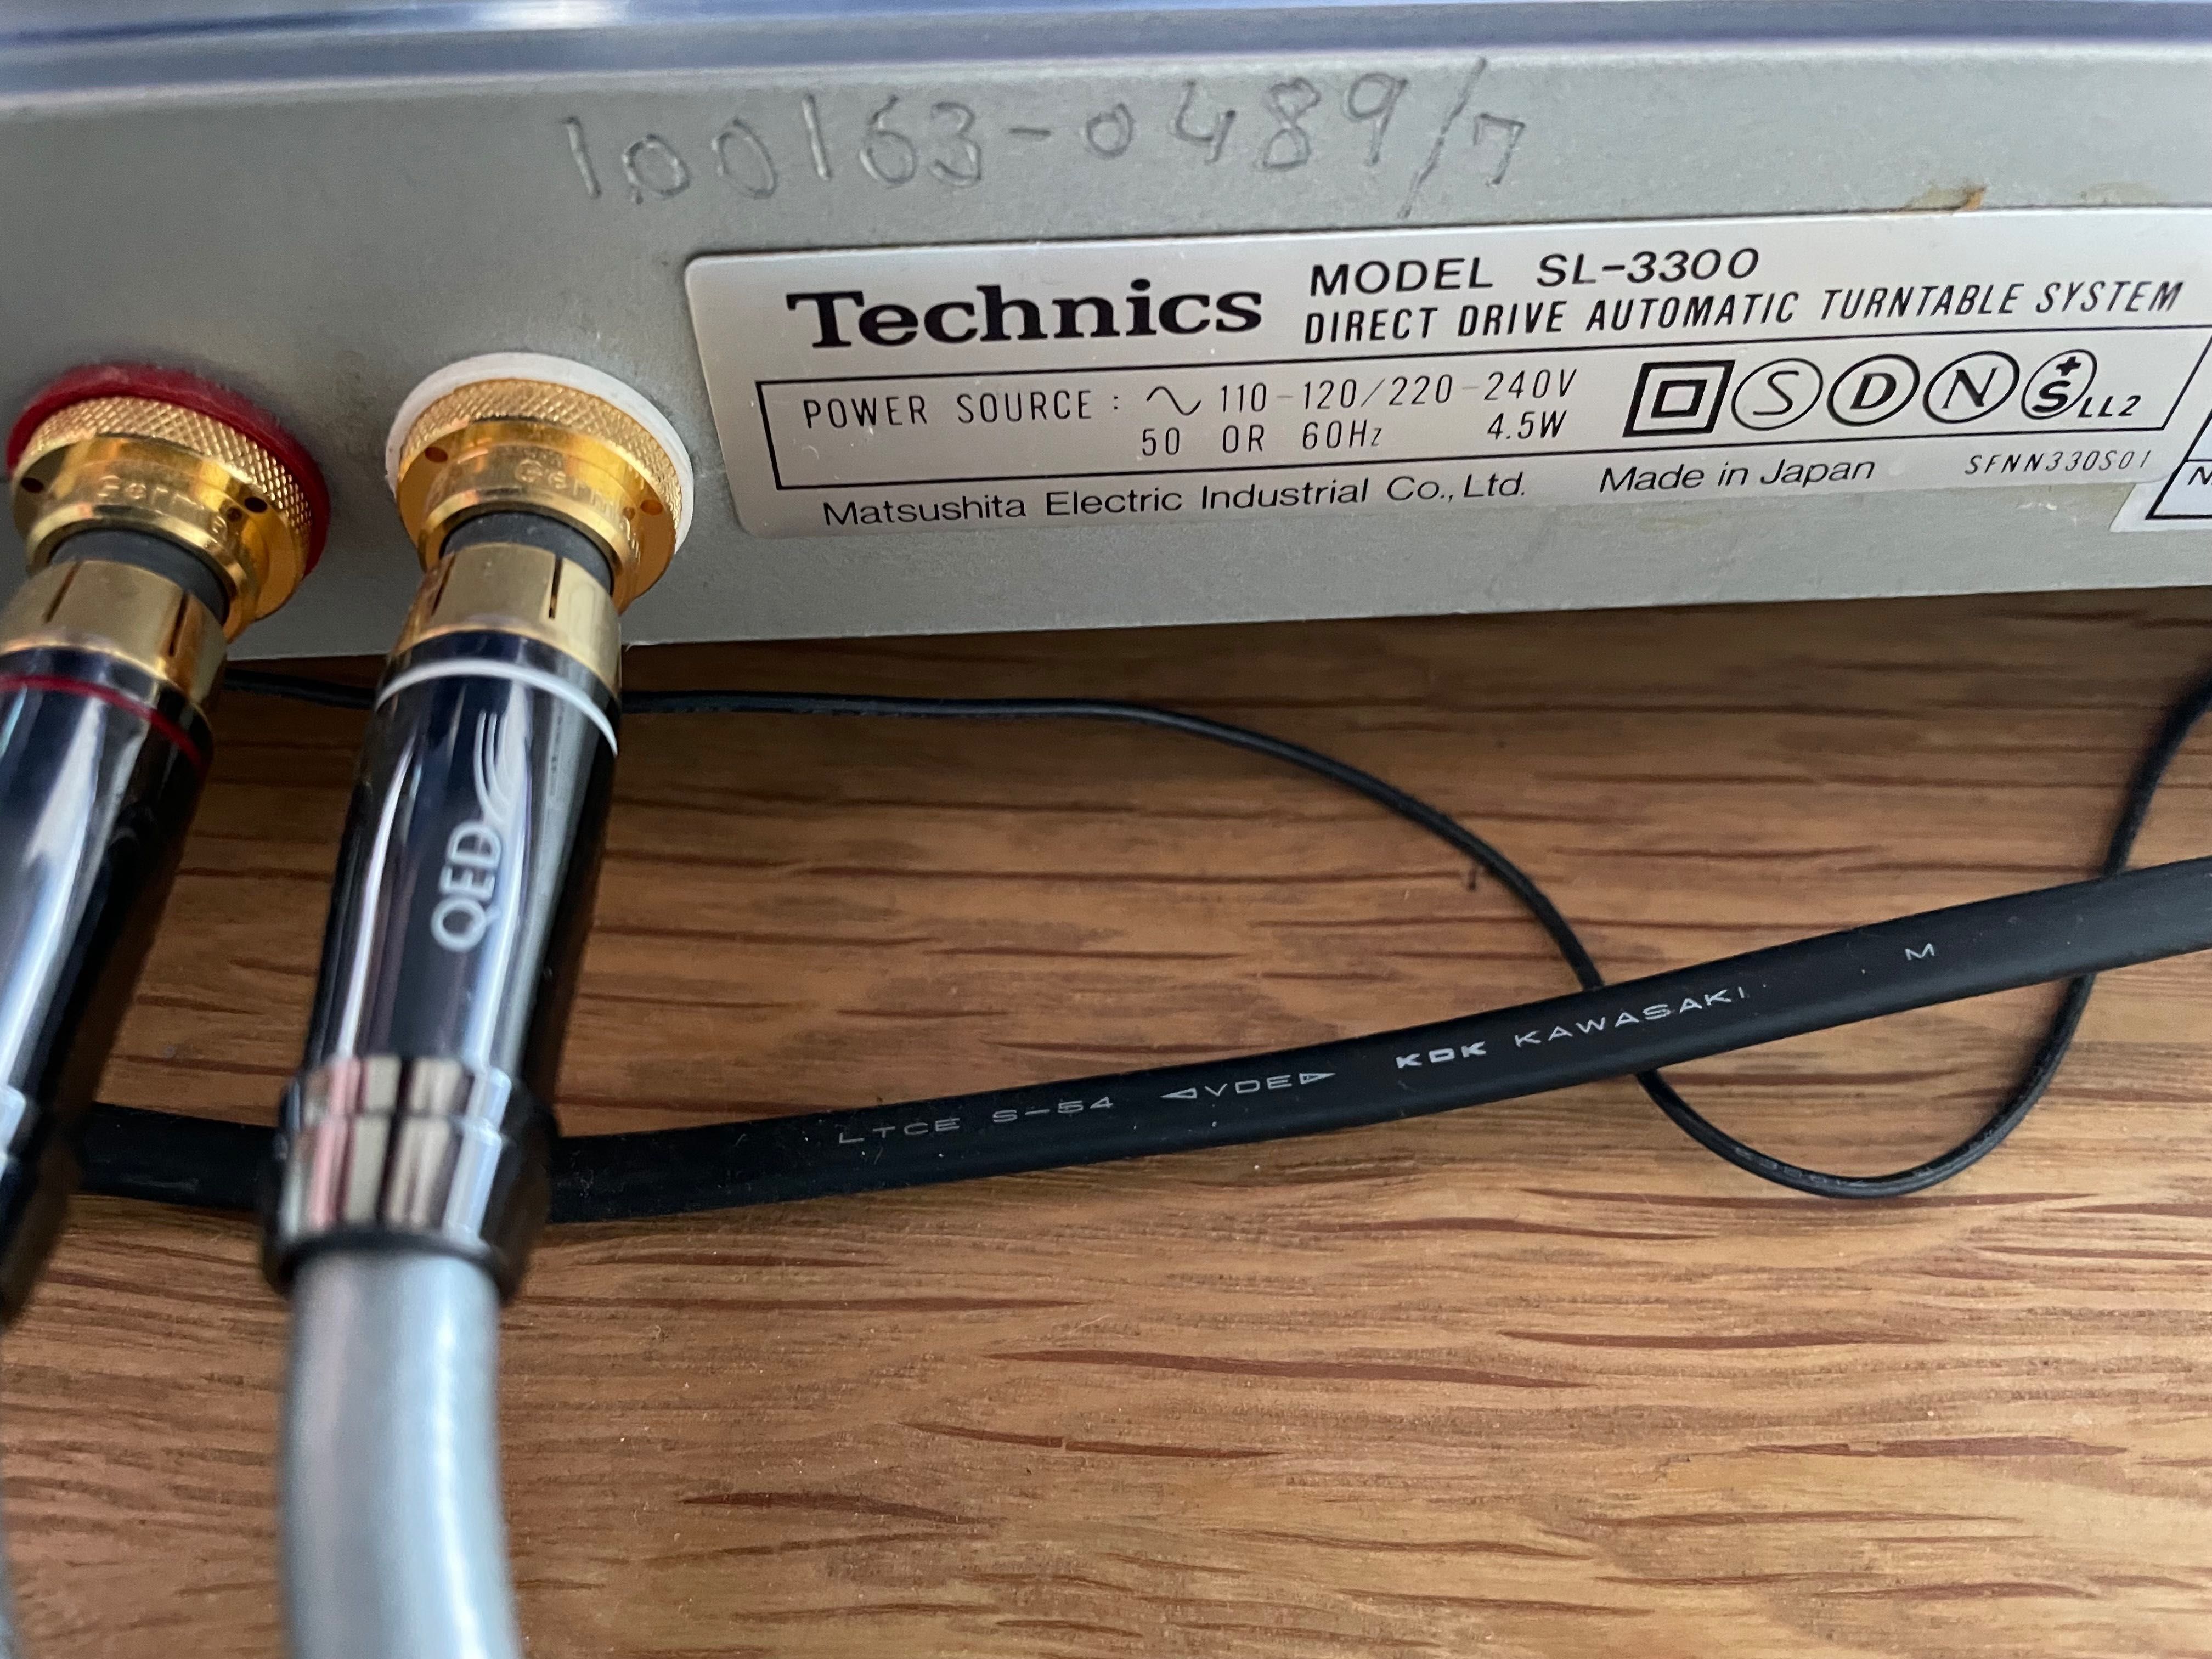 100163-0489/7
Technics
MODEL SL-3300
DIRECT DRIVE AUTOMATIC TURNTABLE SYSTEM
POWER SOURCE : ∿ 110-120/220-240V
50 OR 60Hz 4.5W
S D N +S LL2
Matsushita Electric Industrial Co., Ltd. Made in Japan SFNN330S01
N
Germany
QED
LTCE S-54 ◁VDE▷ KDK KAWASAKI M